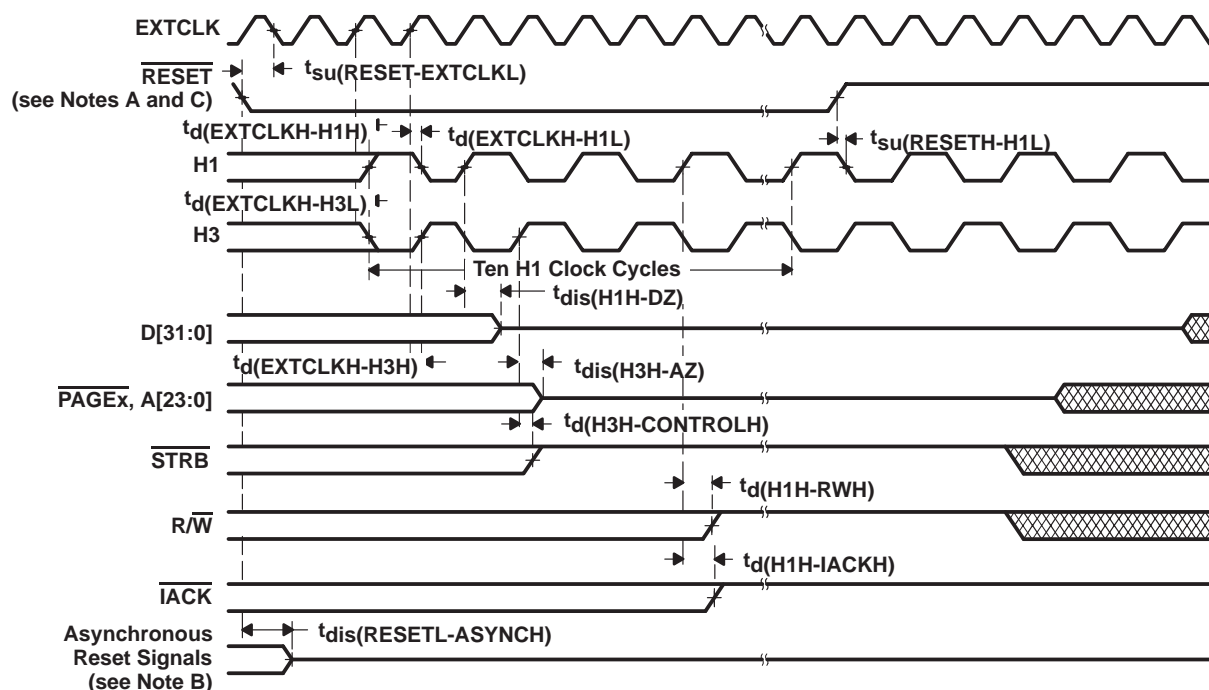 EXTCLK
tsu(RESET-EXTCLKL)
RESET
(see Notes A and C)
td(EXTCLKH-H1H)
td(EXTCLKH-H1L)
tsu(RESETH-H1L)
H1
td(EXTCLKH-H3L)
H3
Ten H1 Clock Cycles
tdis(H1H-DZ)
D[31:0]
td(EXTCLKH-H3H)
tdis(H3H-AZ)
PAGEx, A[23:0]
td(H3H-CONTROLH)
STRB
td(H1H-RWH)
R/W
td(H1H-IACKH)
IACK
tdis(RESETL-ASYNCH)
Asynchronous
Reset Signals
(see Note B)